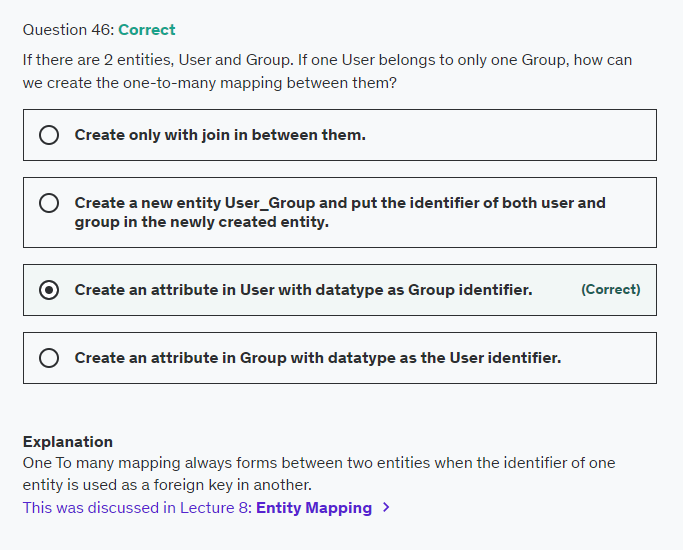 Question 46: Correct
If there are 2 entities, User and Group. If one User belongs to only one Group, how can
we create the one-to-many mapping between them?
Create only with join in between them.
Create a new entity User_Group and put the identifier of both user and
group in the newly created entity.
Create an attribute in User with datatype as Group identifier. (Correct)
Create an attribute in Group with datatype as the User identifier.
Explanation
One To many mapping always forms between two entities when the identifier of one
entity is used as a foreign key in another.
This was discussed in Lecture 8: Entity Mapping >